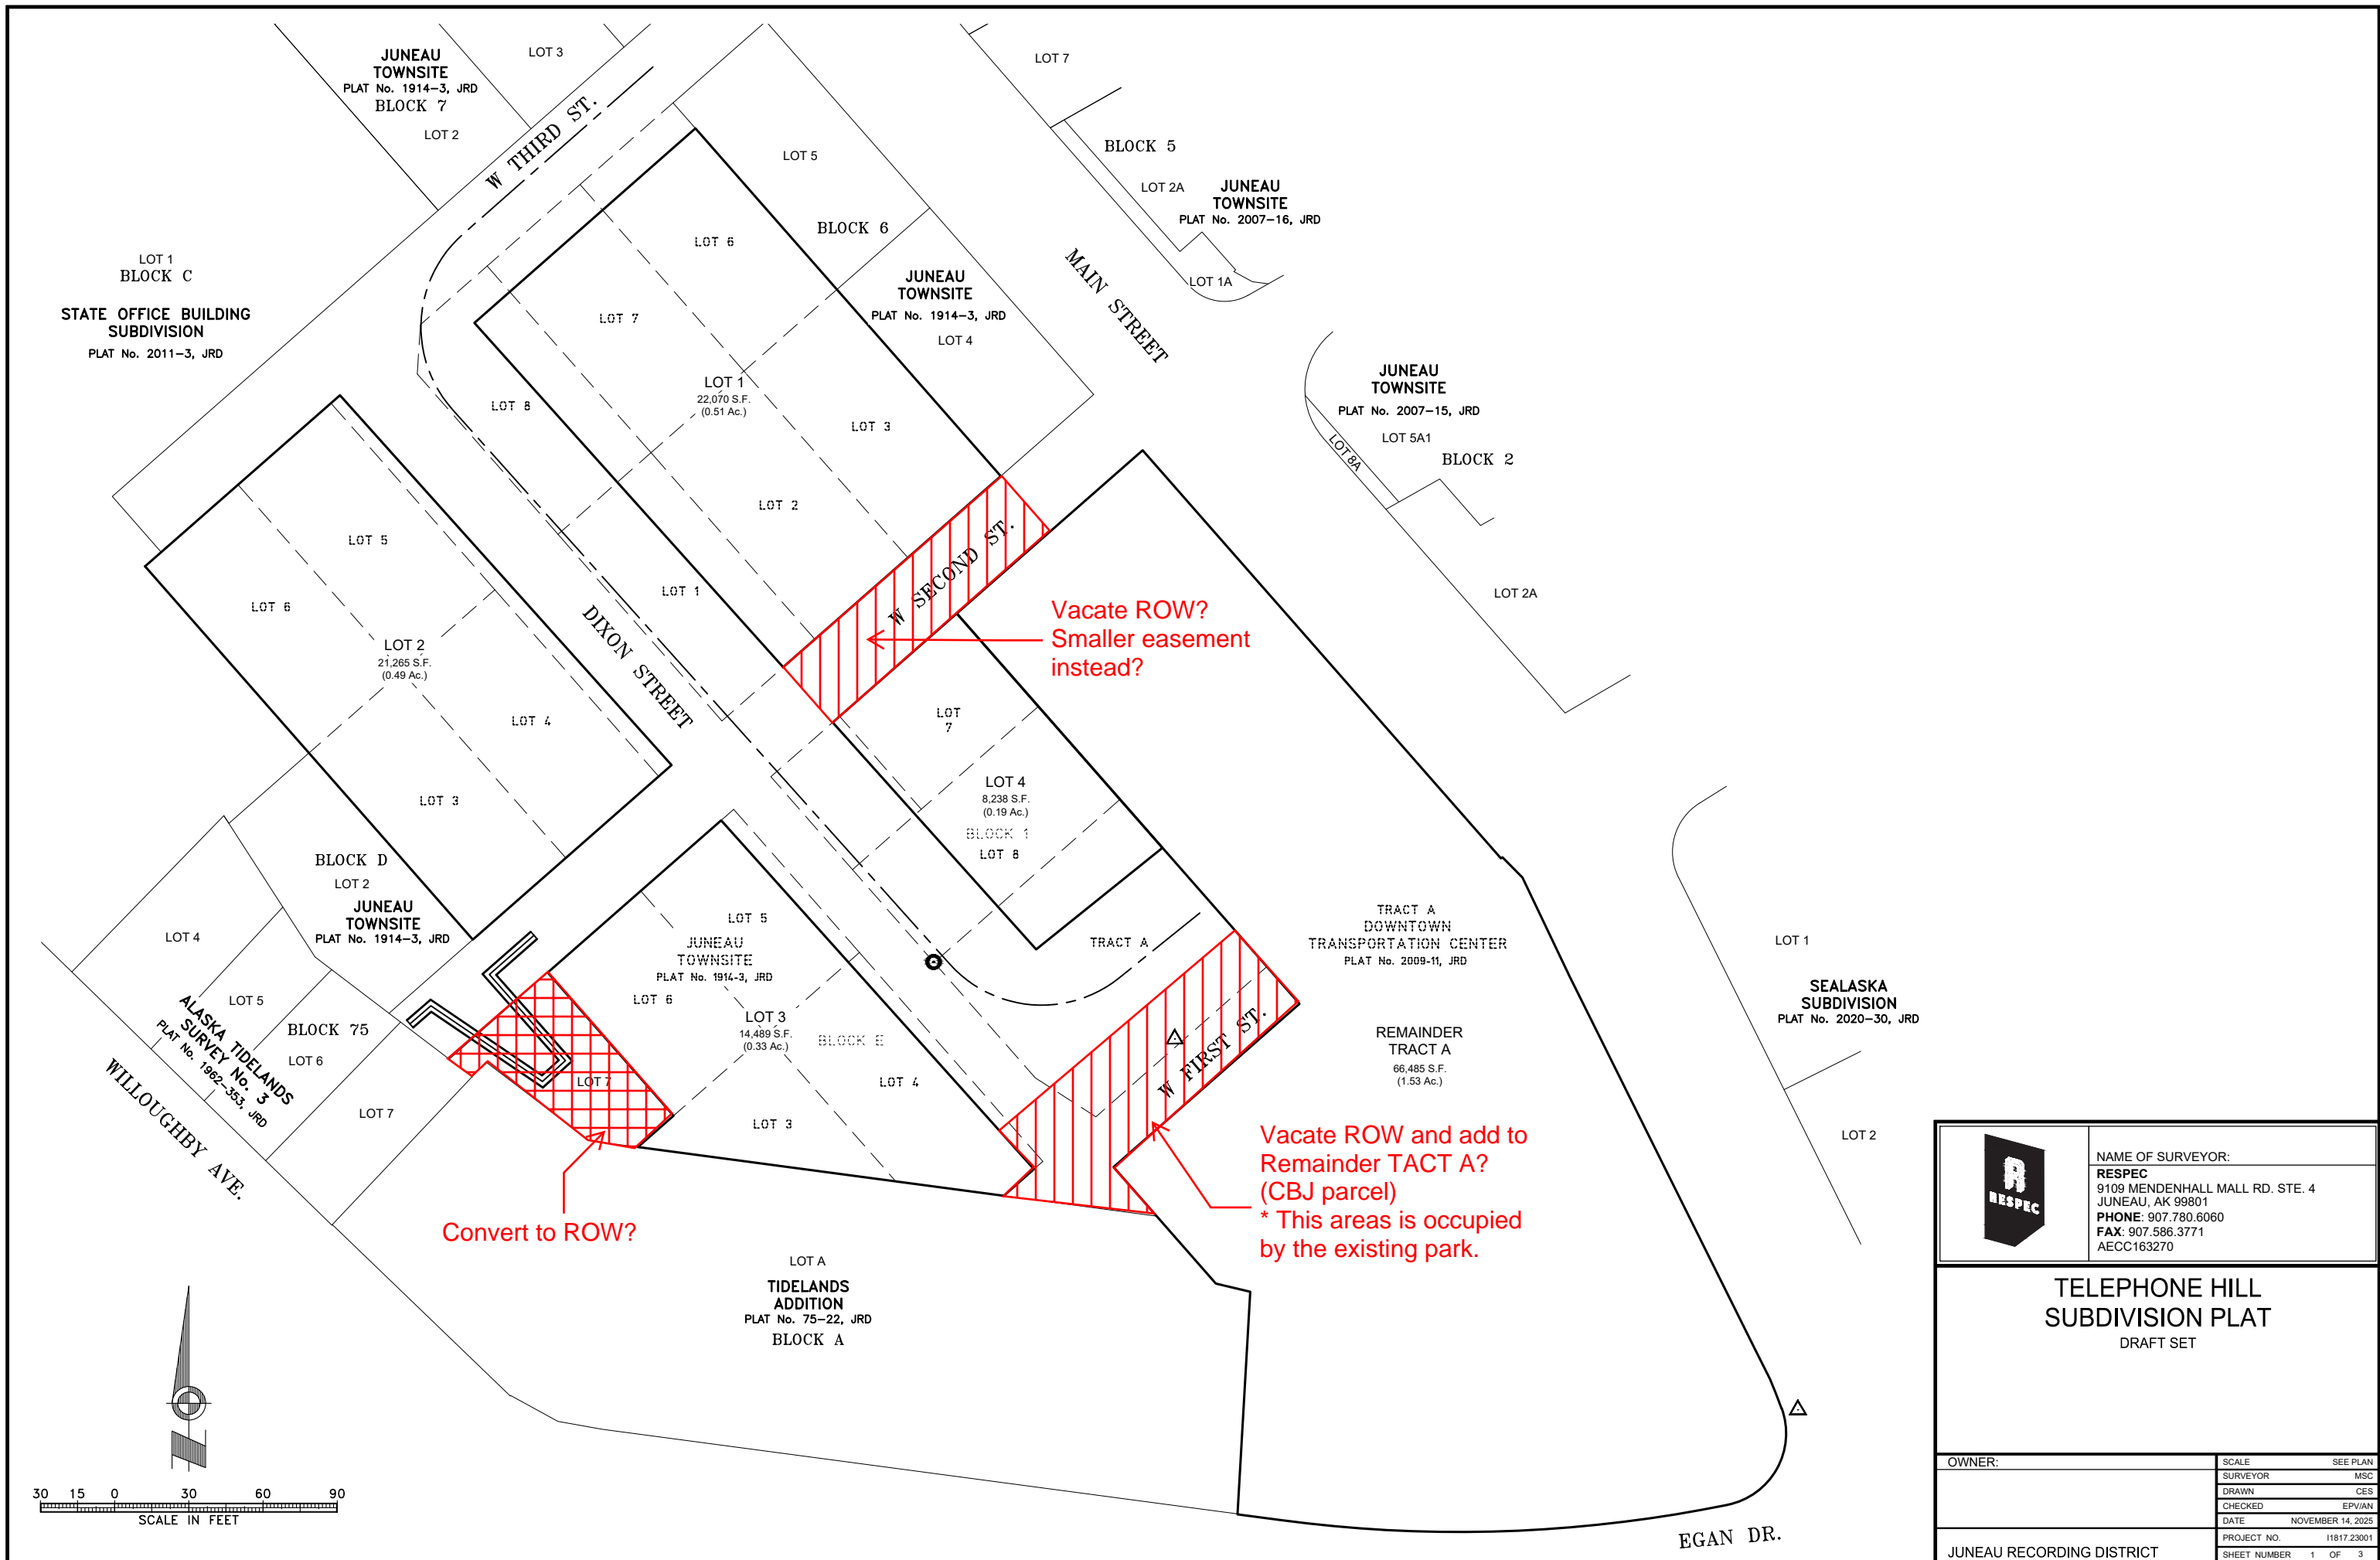 JUNEAU
TOWNSITE
PLAT No. 1914-3, JRD
BLOCK 7
LOT 2
LOT 3
W THIRD ST.
LOT 7
BLOCK 5
LOT 2A
JUNEAU
TOWNSITE
PLAT No. 2007-16, JRD
LOT 1A
LOT 5
BLOCK 6
JUNEAU
TOWNSITE
PLAT No. 1914-3, JRD
LOT 4
MAIN STREET
LOT 1
BLOCK C
STATE OFFICE BUILDING
SUBDIVISION
PLAT No. 2011-3, JRD
LOT 6
LOT 7
LOT 8
LOT 1
22,070 S.F.
(0.51 Ac.)
LOT 3
LOT 2
LOT 1
JUNEAU
TOWNSITE
PLAT No. 2007-15, JRD
LOT 5A1
BLOCK 2
LOT 8A
LOT 2A
LOT 5
LOT 6
LOT 2
21,265 S.F.
(0.49 Ac.)
LOT 4
LOT 3
DIXON STREET
W SECOND ST.
Vacate ROW?
Smaller easement
instead?
LOT
7
LOT 4
8,238 S.F.
(0.19 Ac.)
BLOCK 1
LOT 8
TRACT A
BLOCK D
LOT 2
JUNEAU
TOWNSITE
PLAT No. 1914-3, JRD
LOT 4
LOT 5
BLOCK 75
LOT 6
LOT 7
ALASKA TIDELANDS
SURVEY No. 3
PLAT No. 1962-353, JRD
WILLOUGHBY AVE.
LOT 5
JUNEAU
TOWNSITE
PLAT No. 1914-3, JRD
LOT 6
LOT 3
14,489 S.F.
(0.33 Ac.)
BLOCK E
LOT 7
LOT 4
LOT 3
W FIRST ST.
TRACT A
DOWNTOWN
TRANSPORTATION CENTER
PLAT No. 2009-11, JRD
REMAINDER
TRACT A
66,485 S.F.
(1.53 Ac.)
LOT 1
SEALASKA
SUBDIVISION
PLAT No. 2020-30, JRD
LOT 2
Vacate ROW and add to
Remainder TACT A?
(CBJ parcel)
* This areas is occupied
by the existing park.
Convert to ROW?
LOT A
TIDELANDS
ADDITION
PLAT No. 75-22, JRD
BLOCK A
EGAN DR.
N
30 15 0 30 60 90
SCALE IN FEET
R
RESPEC
NAME OF SURVEYOR:
RESPEC
9109 MENDENHALL MALL RD. STE. 4
JUNEAU, AK 99801
PHONE: 907.780.6060
FAX: 907.586.3771
AECC163270
TELEPHONE HILL
SUBDIVISION PLAT
DRAFT SET
OWNER:
SCALE SEE PLAN
SURVEYOR MSC
DRAWN CES
CHECKED EPV/AN
DATE NOVEMBER 14, 2025
PROJECT NO. I1817.23001
JUNEAU RECORDING DISTRICT
SHEET NUMBER 1 OF 3